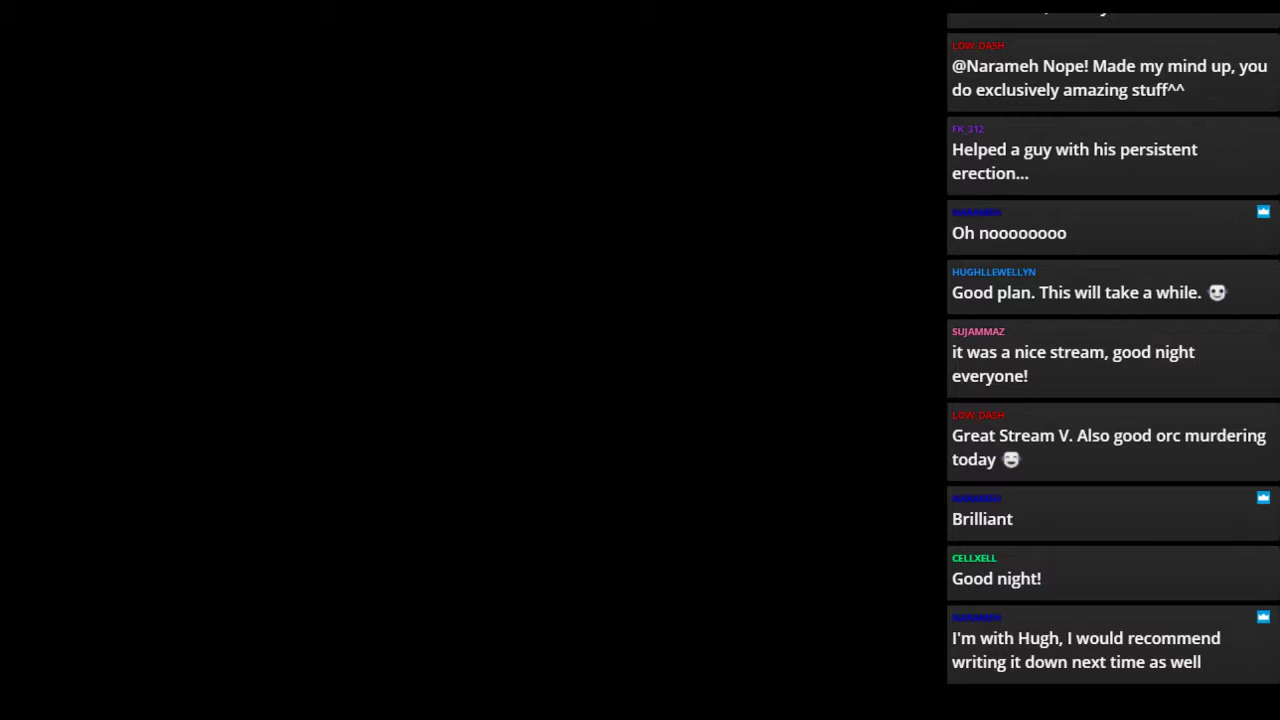 LOW_DASH
@Narameh Nope! Made my mind up, you
do exclusively amazing stuff^^
FK_312
Helped a guy with his persistent
erection...
Oh noooooooo
HUGHLLEWELLYN
Good plan. This will take a while.
SUJAMMAZ
it was a nice stream, good night
everyone!
LOW_DASH
Great Stream V. Also good orc murdering
today
Brilliant
CELLXELL
Good night!
I'm with Hugh, I would recommend
writing it down next time as well